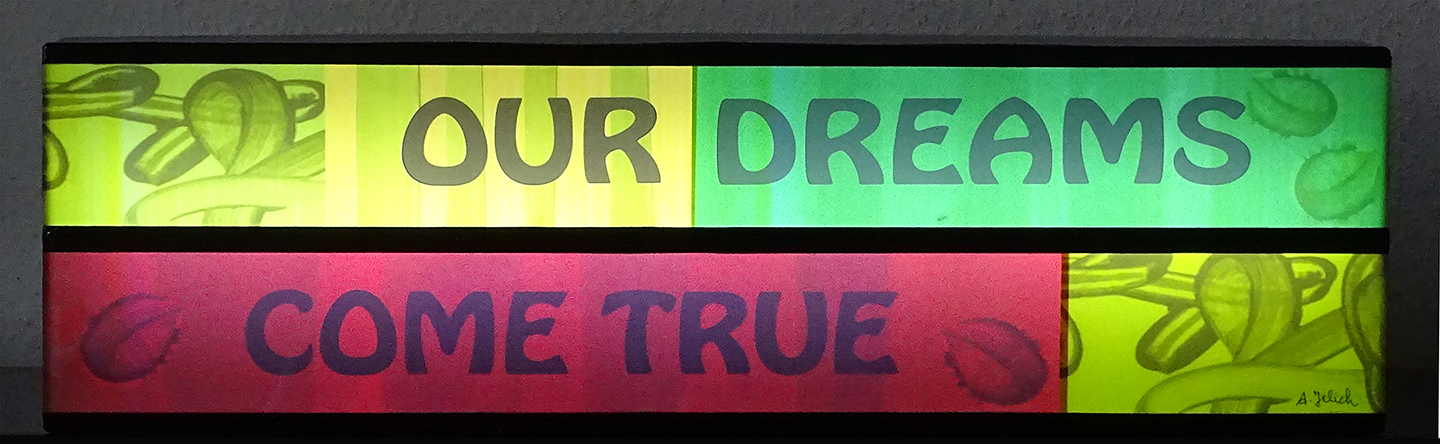 OUR DREAMS
COME TRUE
A. Jelich